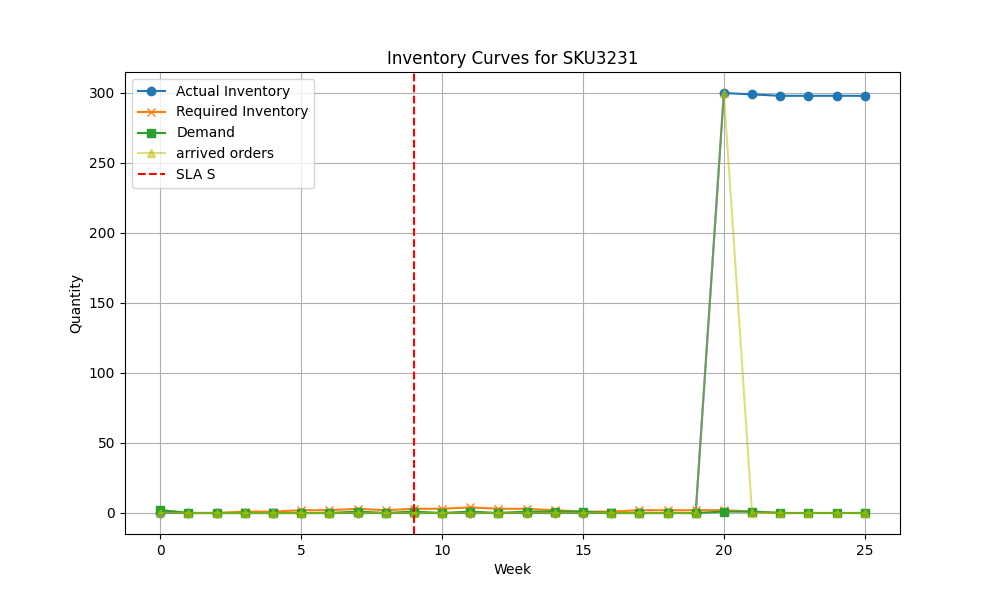 Inventory Curves for SKU3231
Actual Inventory
Required Inventory
Demand
arrived orders
SLA S
Quantity
300
250
200
150
100
50
0
0 5 10 15 20 25
Week